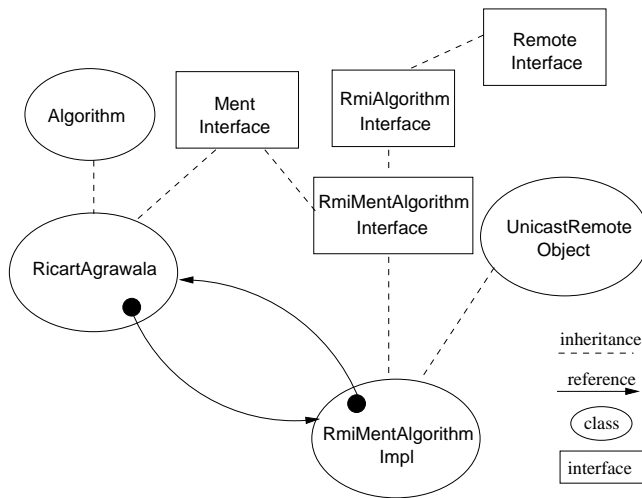 Remote
Interface
Ment
Interface
RmiAlgorithm
Interface
Algorithm
RmiMentAlgorithm
Interface
UnicastRemote
Object
RicartAgrawala
inheritance
reference
class
RmiMentAlgorithm
Impl
interface